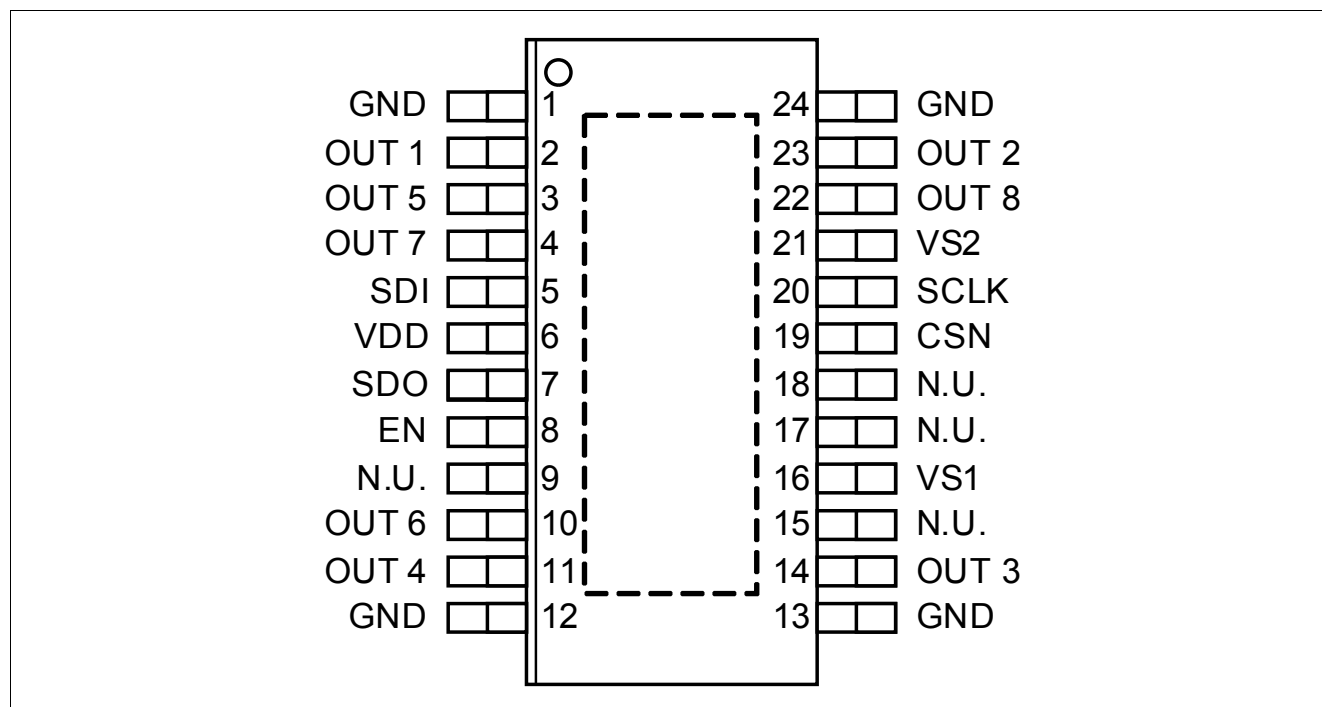 GND 1 24 GND
OUT 1 2 23 OUT 2
OUT 5 3 22 OUT 8
OUT 7 4 21 VS2
SDI 5 20 SCLK
VDD 6 19 CSN
SDO 7 18 N.U.
EN 8 17 N.U.
N.U. 9 16 VS1
OUT 6 10 15 N.U.
OUT 4 11 14 OUT 3
GND 12 13 GND